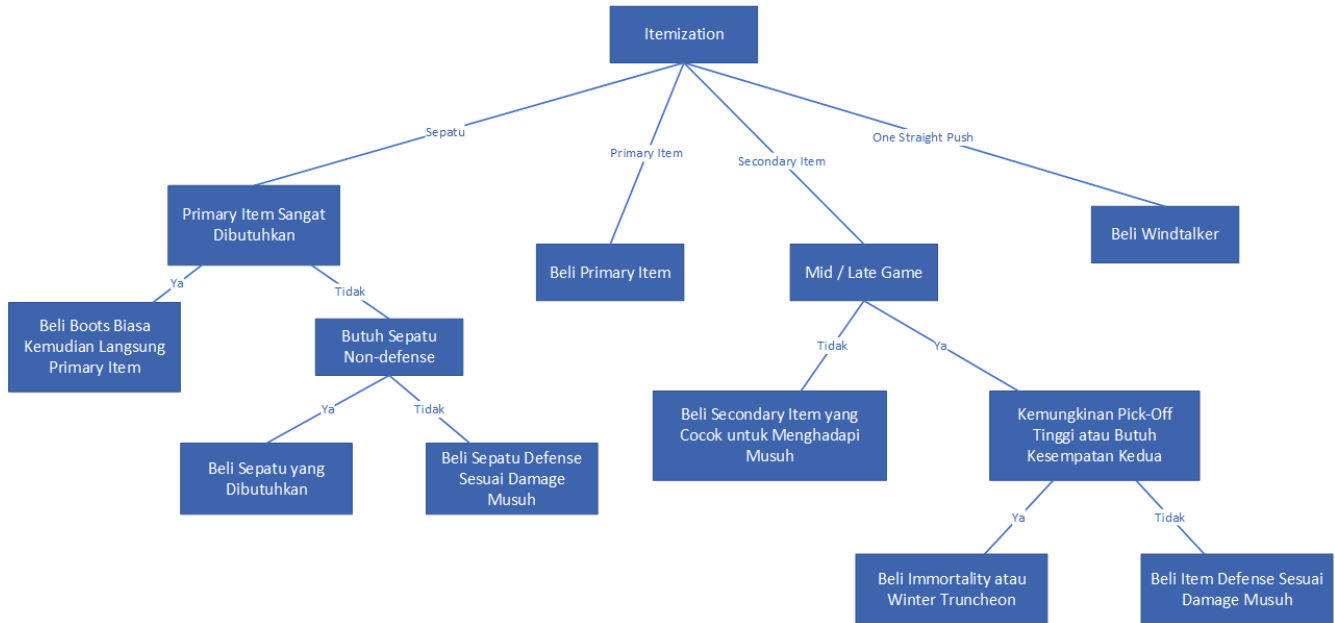 Itemization
Sepatu
Primary Item
Secondary Item
One Straight Push
Primary Item Sangat
Dibutuhkan
Beli Primary Item
Mid / Late Game
Beli Windtalker
Ya
Tidak
Beli Boots Biasa
Kemudian Langsung
Primary Item
Butuh Sepatu
Non-defense
Tidak
Ya
Ya
Tidak
Beli Sepatu yang
Dibutuhkan
Beli Sepatu Defense
Sesuai Damage
Musuh
Beli Secondary Item yang
Cocok untuk Menghadapi
Musuh
Kemungkinan Pick-Off
Tinggi atau Butuh
Kesempatan Kedua
Ya
Tidak
Beli Immortality atau
Winter Truncheon
Beli Item Defense Sesuai
Damage Musuh